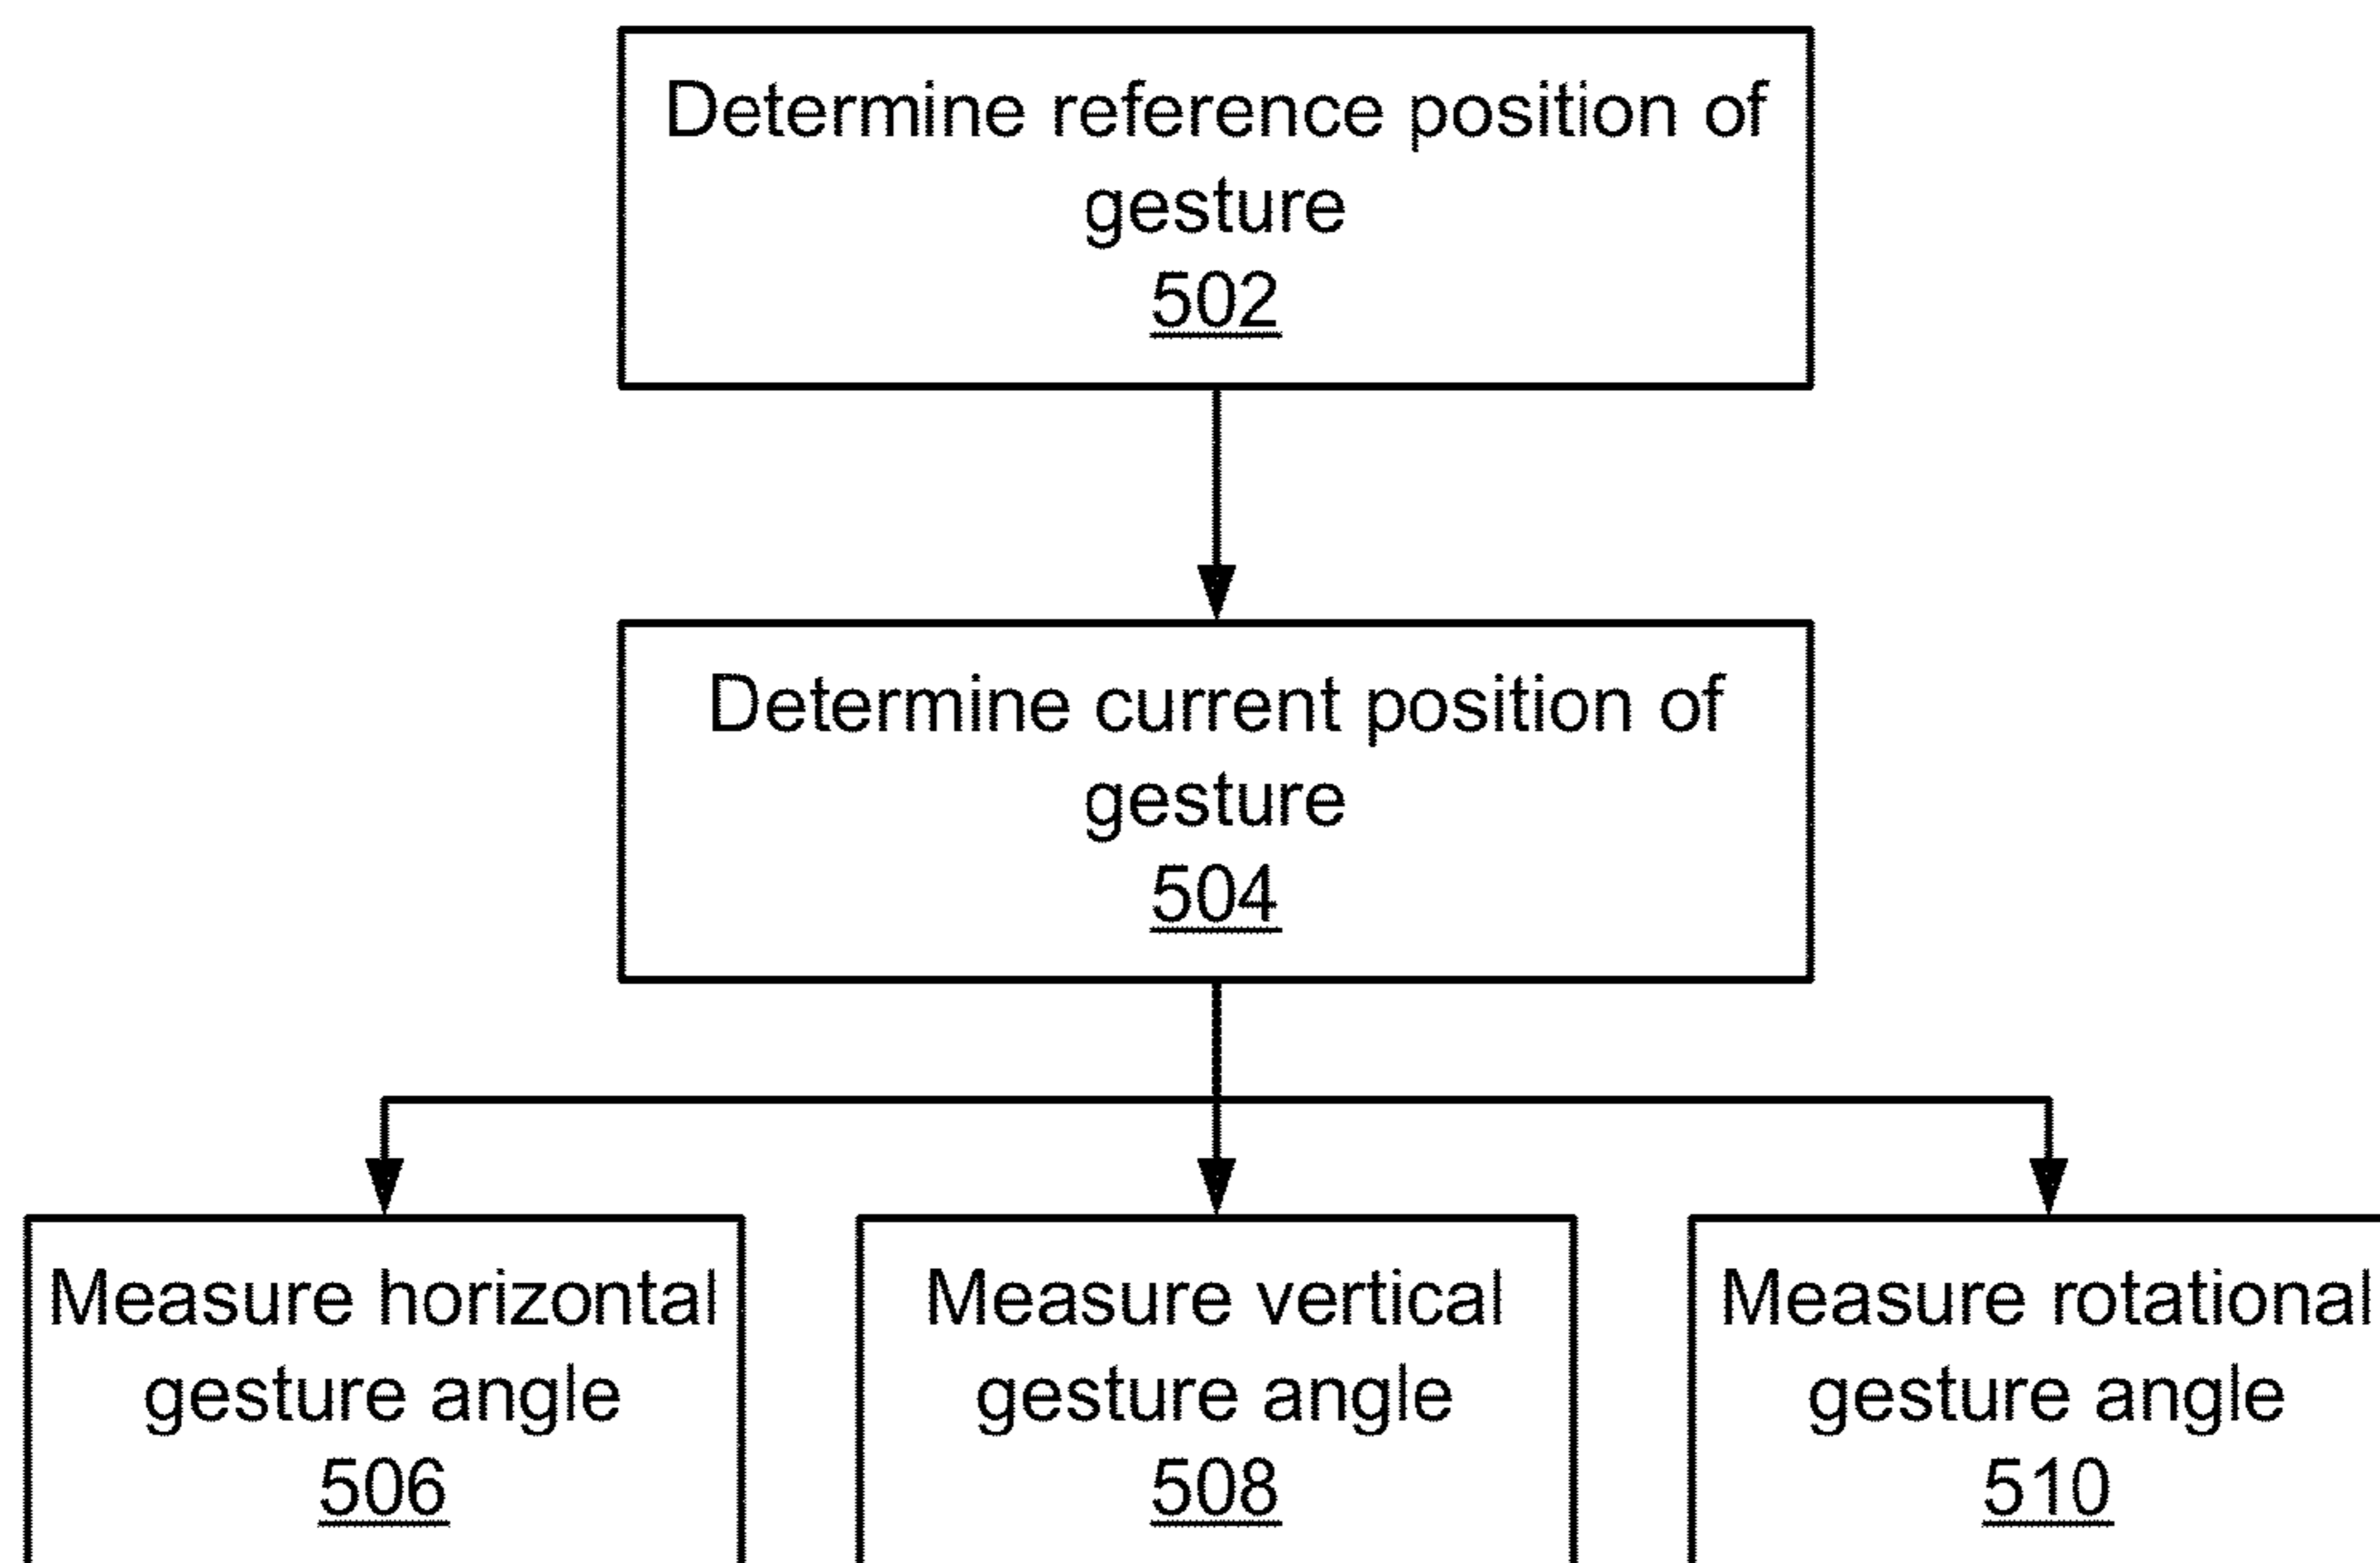 Determine reference position of
gesture
502
Determine current position of
gesture
504
Measure horizontal
gesture angle
506
Measure vertical
gesture angle
508
Measure rotational
gesture angle
510